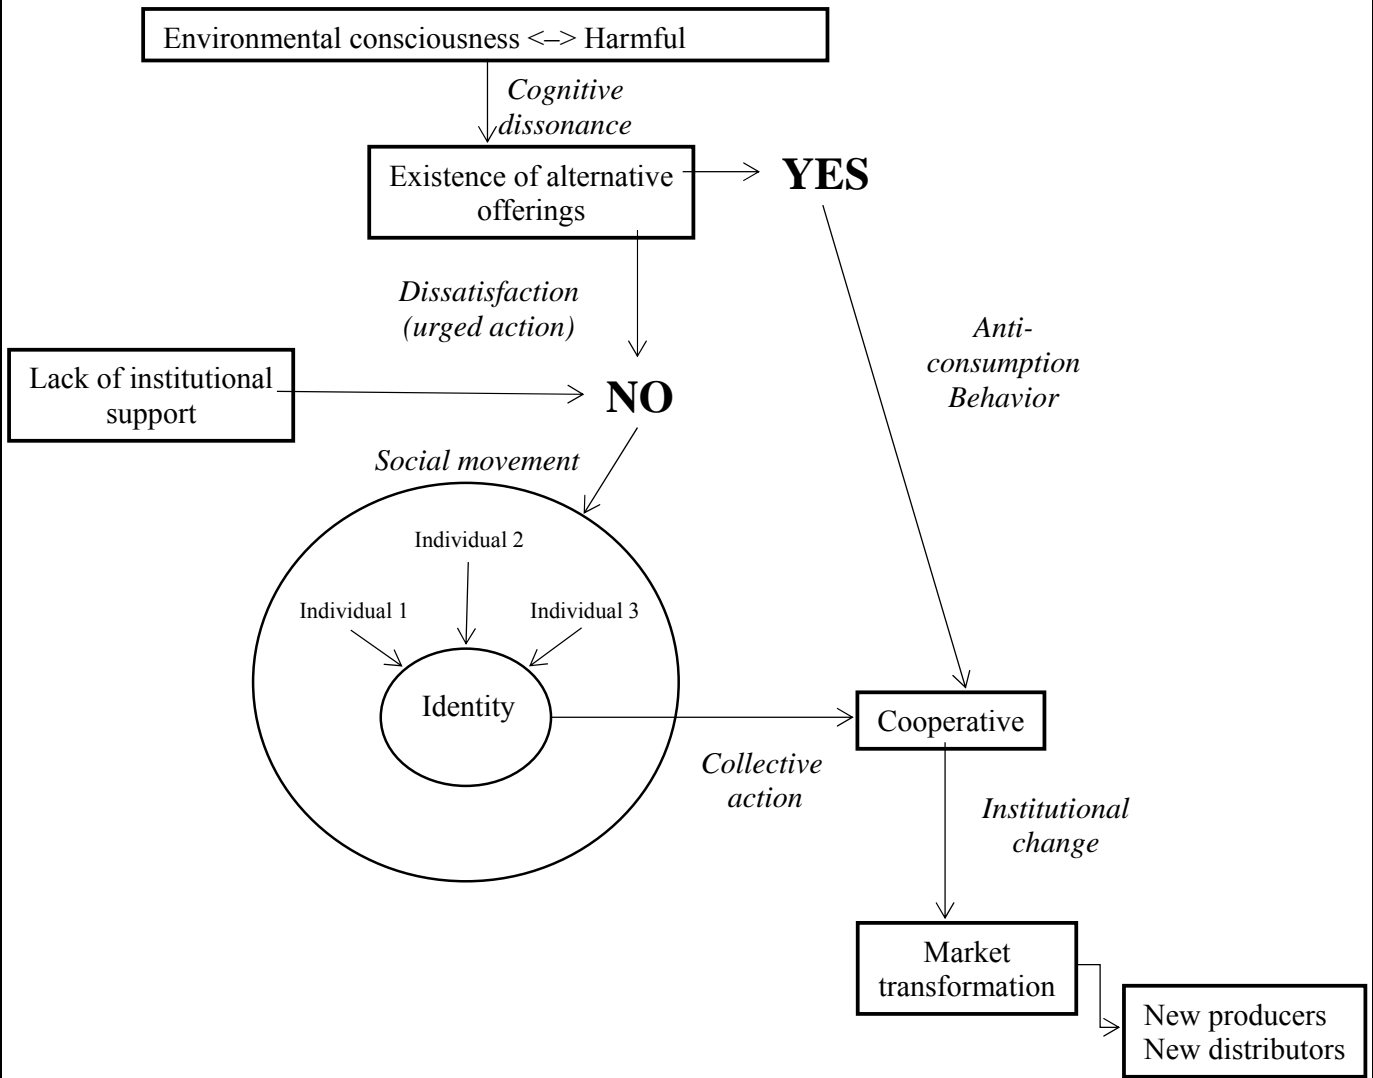 Environmental consciousness <–> Harmful
Cognitive
dissonance
Existence of alternative
offerings
YES
Dissatisfaction
(urged action)
Anti-
consumption
Behavior
Lack of institutional
support
NO
Social movement
Individual 2
Individual 1
Individual 3
Identity
Cooperative
Collective
action
Institutional
change
Market
transformation
New producers
New distributors